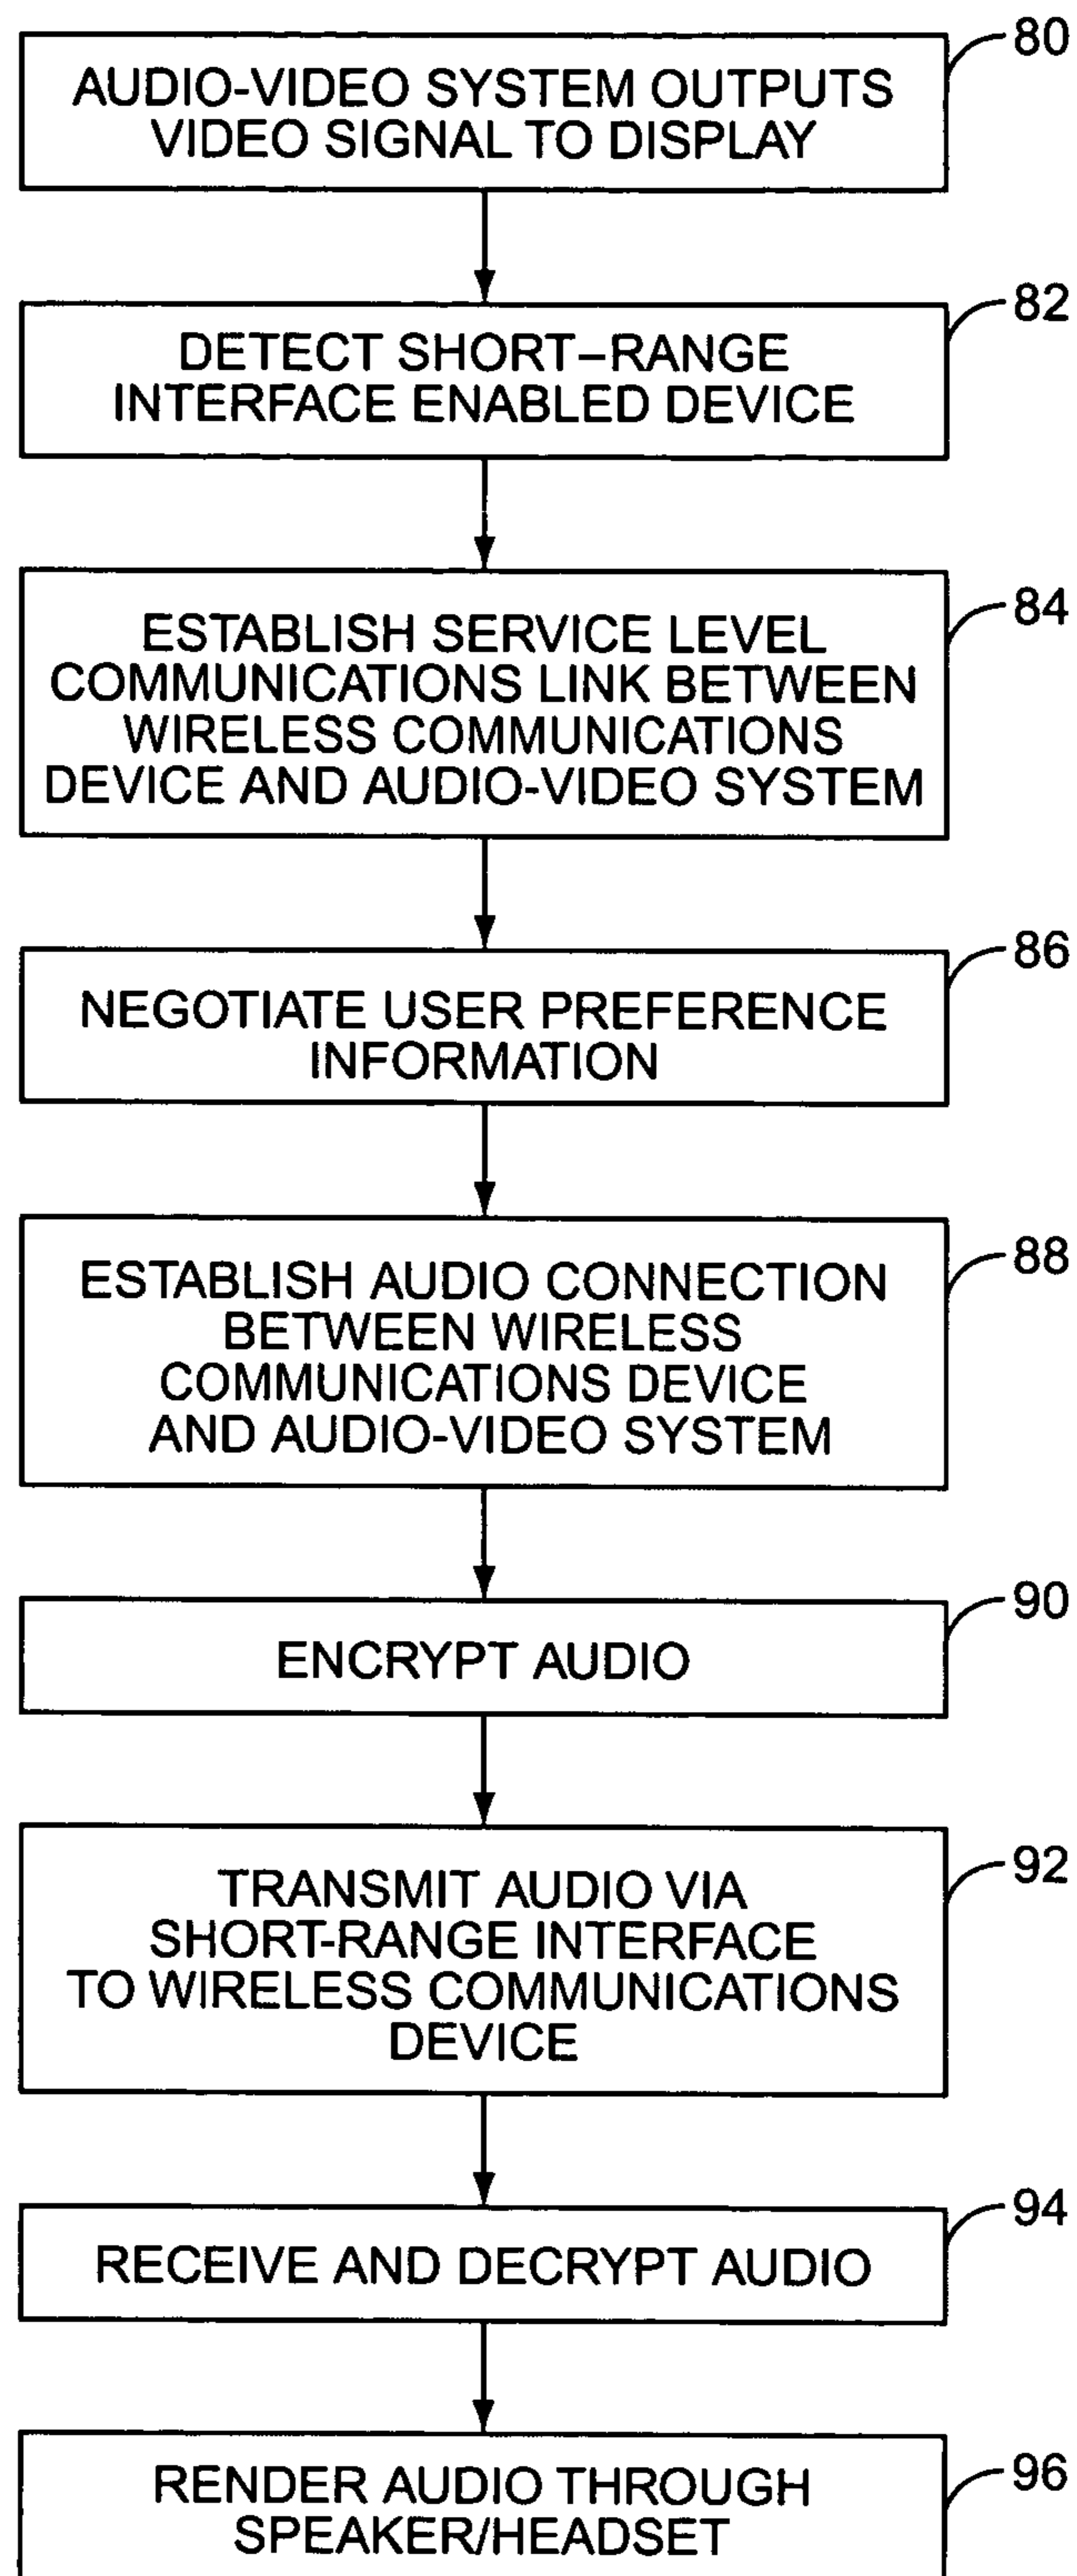 80
AUDIO-VIDEO SYSTEM OUTPUTS
VIDEO SIGNAL TO DISPLAY
82
DETECT SHORT–RANGE
INTERFACE ENABLED DEVICE
84
ESTABLISH SERVICE LEVEL
COMMUNICATIONS LINK BETWEEN
WIRELESS COMMUNICATIONS
DEVICE AND AUDIO-VIDEO SYSTEM
86
NEGOTIATE USER PREFERENCE
INFORMATION
88
ESTABLISH AUDIO CONNECTION
BETWEEN WIRELESS
COMMUNICATIONS DEVICE
AND AUDIO-VIDEO SYSTEM
90
ENCRYPT AUDIO
92
TRANSMIT AUDIO VIA
SHORT-RANGE INTERFACE
TO WIRELESS COMMUNICATIONS
DEVICE
94
RECEIVE AND DECRYPT AUDIO
96
RENDER AUDIO THROUGH
SPEAKER/HEADSET